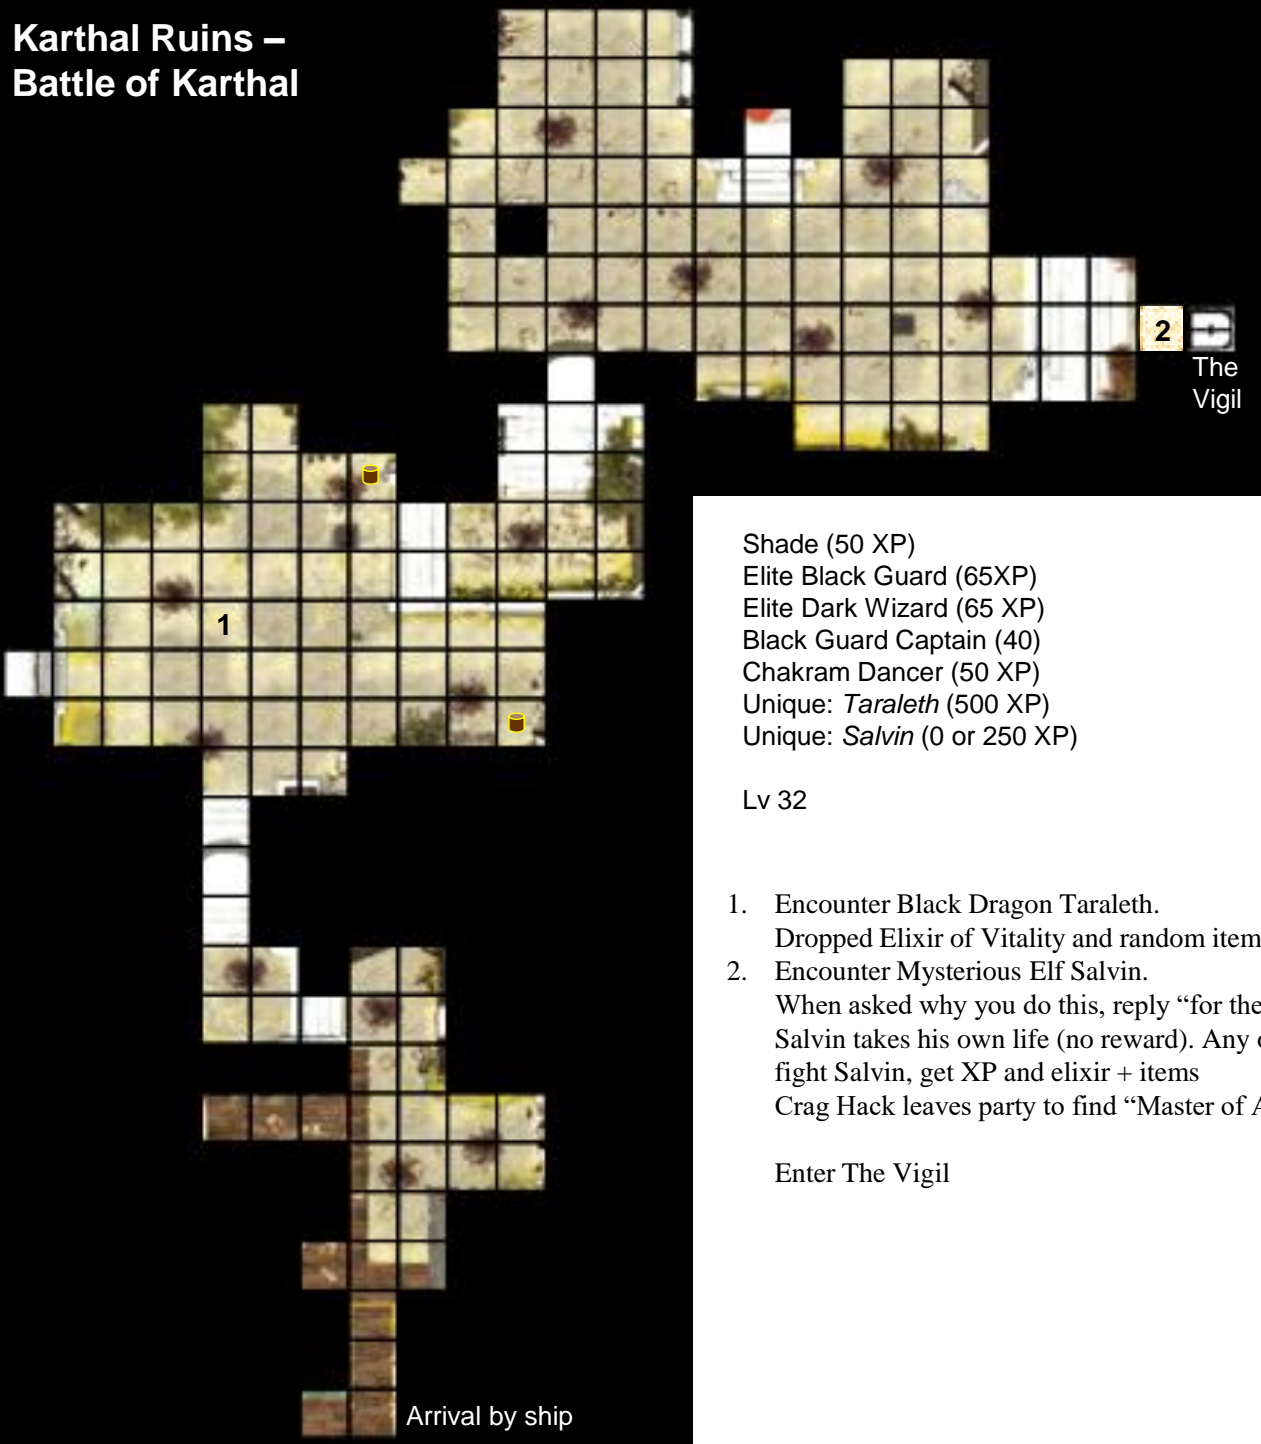 Karthal Ruins –
Battle of Karthal
2
The
Vigil
1
Shade (50 XP)
Elite Black Guard (65XP)
Elite Dark Wizard (65 XP)
Black Guard Captain (40)
Chakram Dancer (50 XP)
Unique: Taraleth (500 XP)
Unique: Salvin (0 or 250 XP)
Lv 32
1. Encounter Black Dragon Taraleth.
Dropped Elixir of Vitality and random item
2. Encounter Mysterious Elf Salvin.
When asked why you do this, reply “for the
Salvin takes his own life (no reward). Any
fight Salvin, get XP and elixir + items
Crag Hack leaves party to find “Master of
Enter The Vigil
Arrival by ship